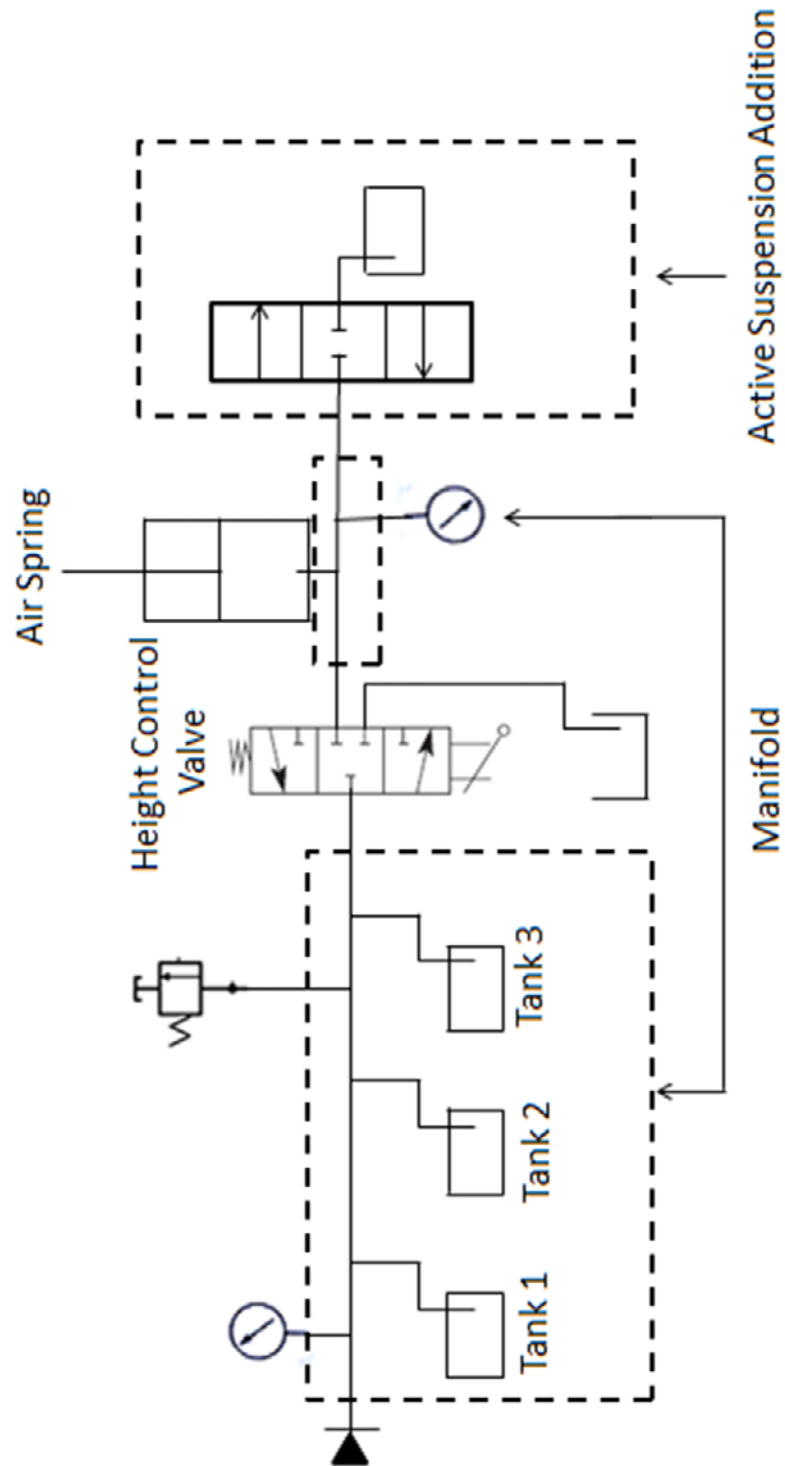 Air Spring
Height Control
Valve
Tank 1
Tank 2
Tank 3
Manifold
Active Suspension Addition